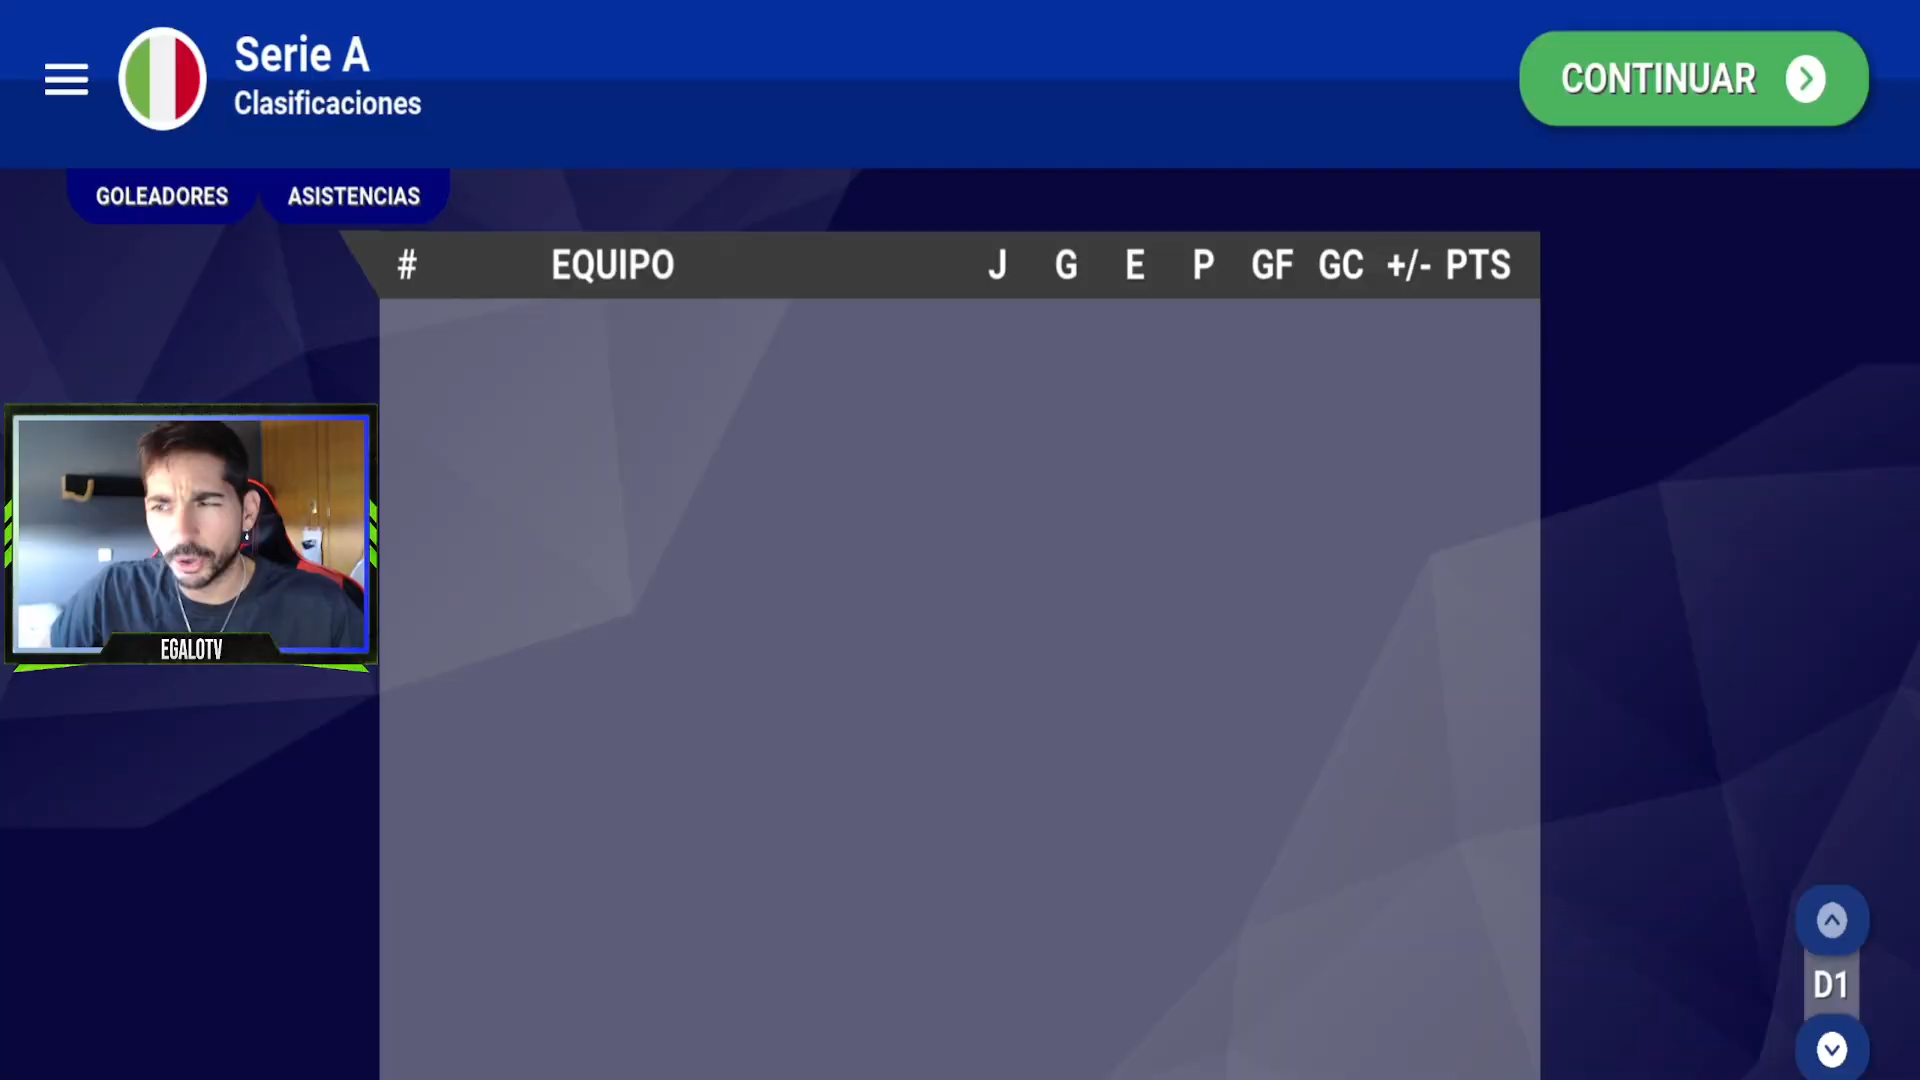 Serie A
Clasificaciones
CONTINUAR
GOLEADORES ASISTENCIAS
# EQUIPO J G E P GF GC +/- PTS
EGALOTV
D1